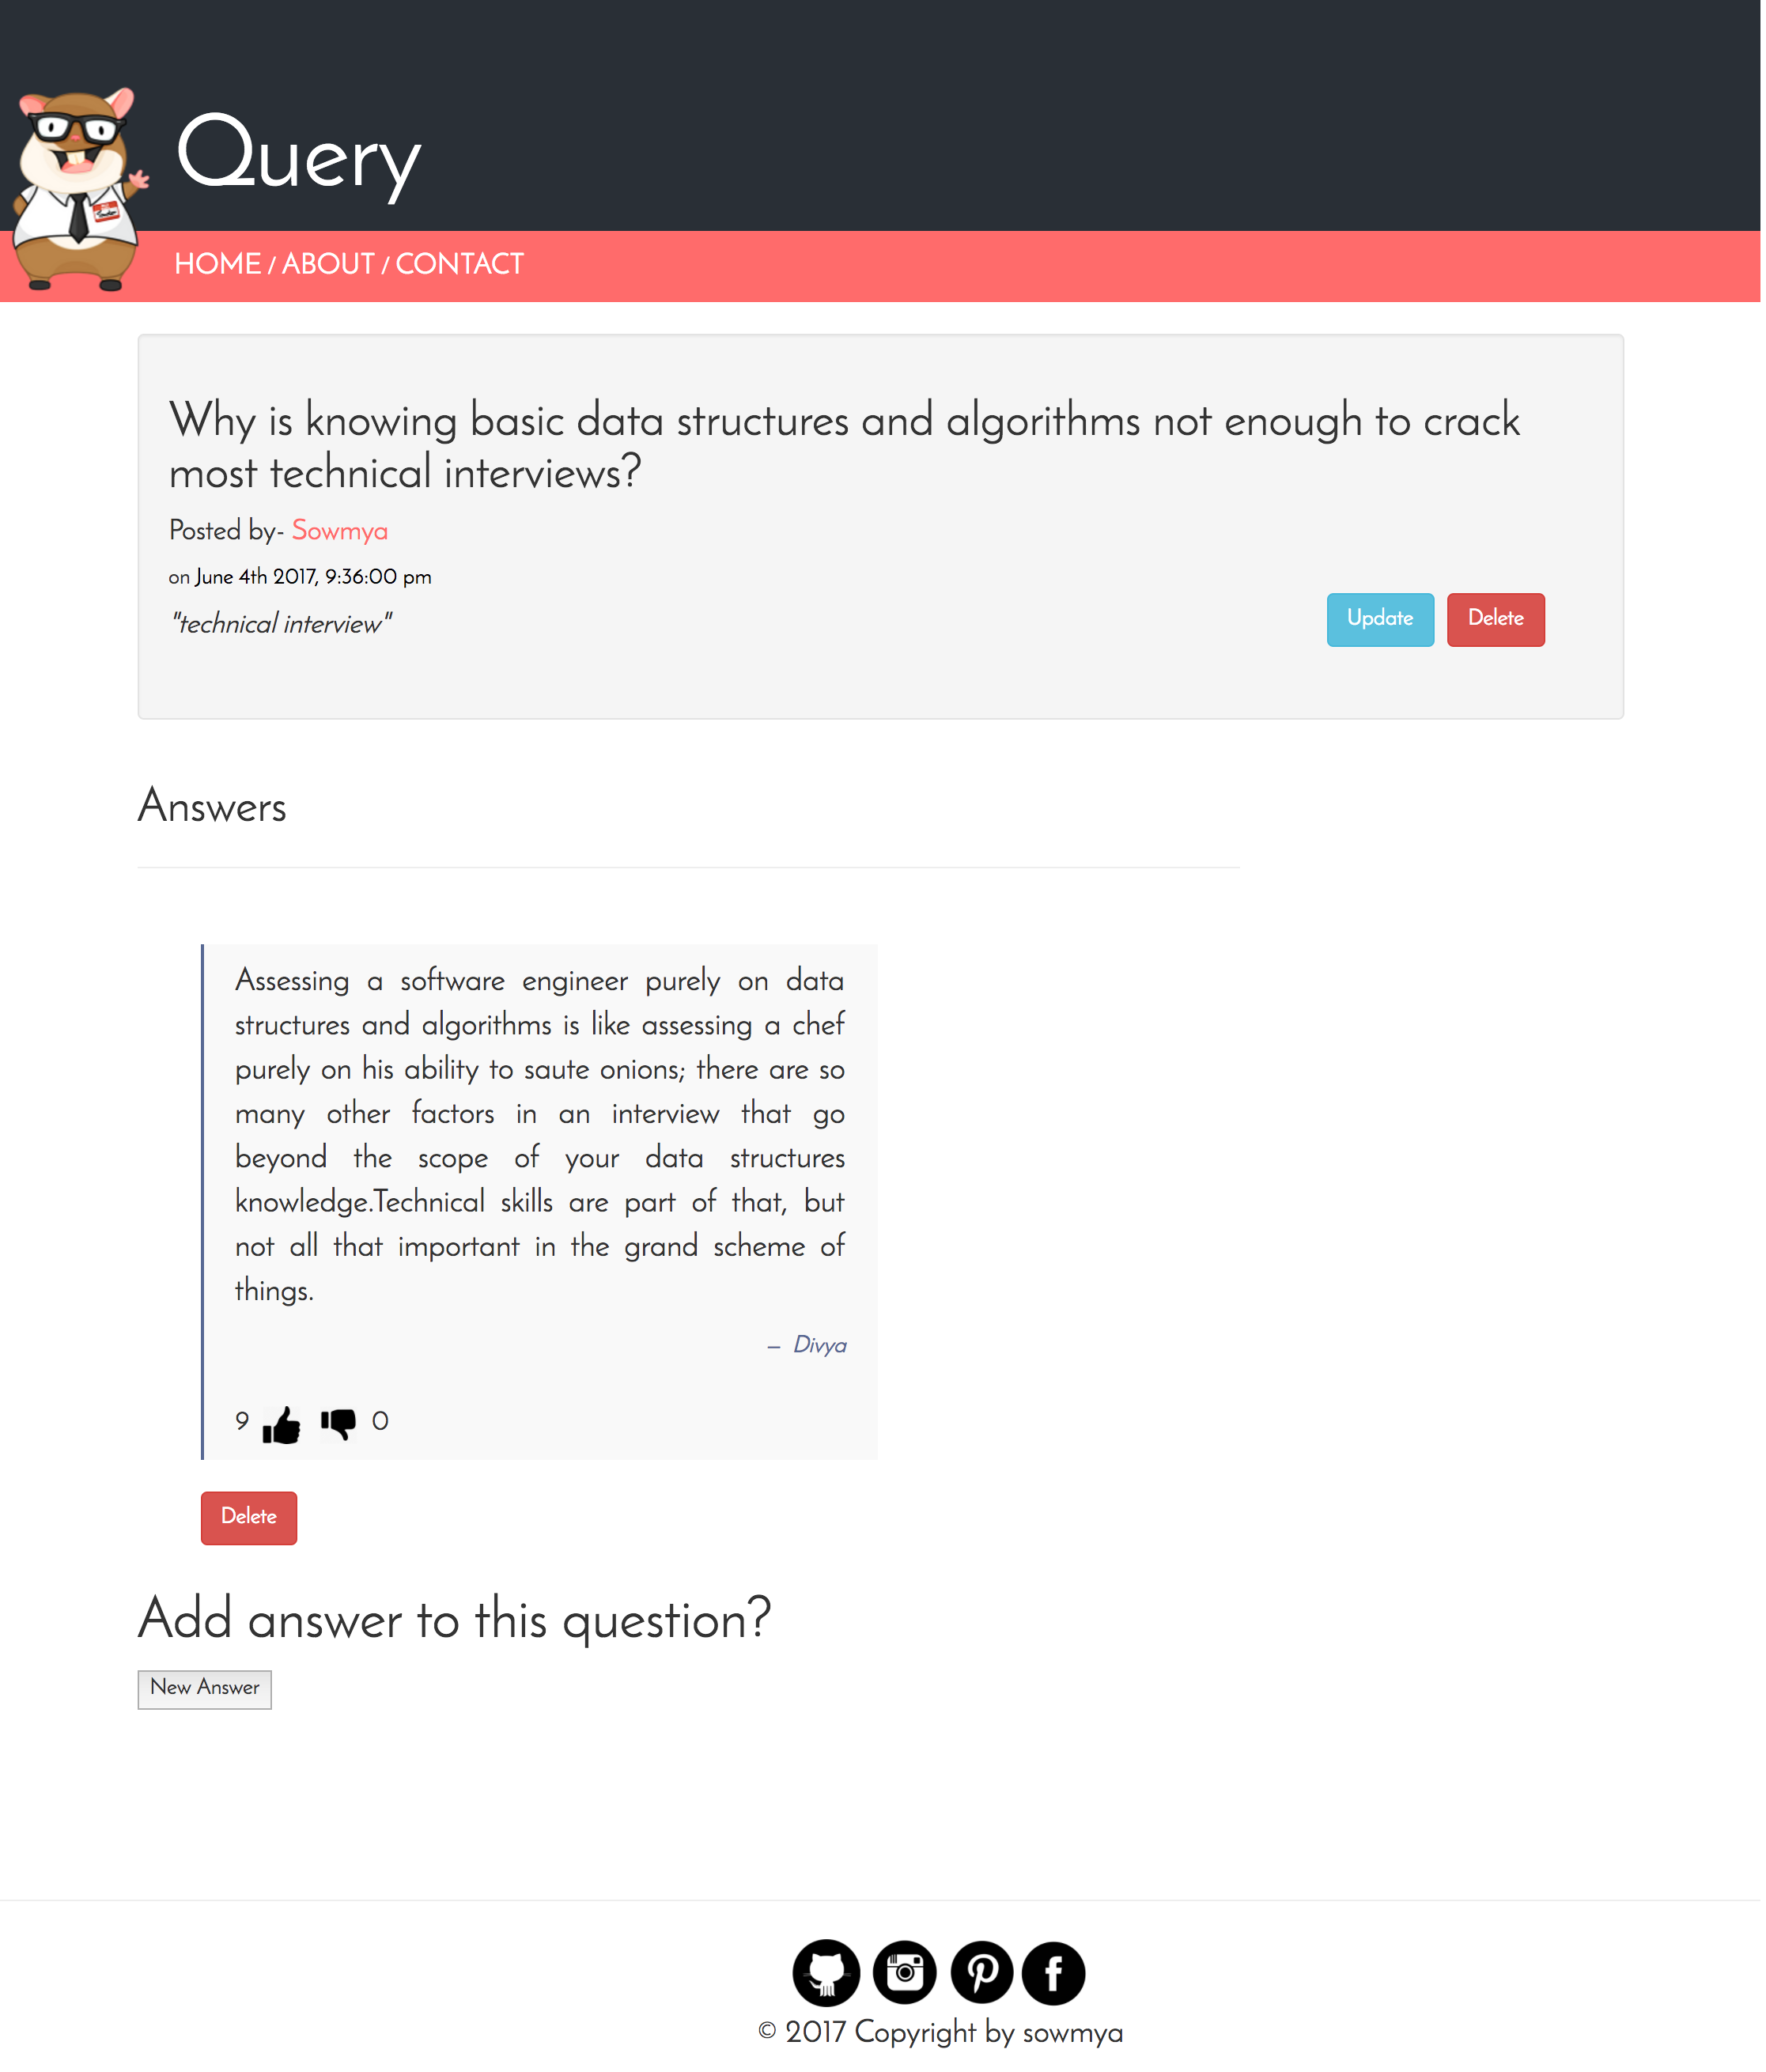 Query
HOME / ABOUT / CONTACT
Why is knowing basic data structures and algorithms not enough to crack
most technical interviews?
Posted by- Sowmya
on June 4th 2017, 9:36:00 pm
"technical interview"
Update Delete
Answers
Assessing a software engineer purely on data
structures and algorithms is like assessing a chef
purely on his ability to saute onions; there are so
many other factors in an interview that go
beyond the scope of your data structures
knowledge.Technical skills are part of that, but
not all that important in the grand scheme of
things.
— Divya
9 0
Delete
Add answer to this question?
New Answer
© 2017 Copyright by sowmya